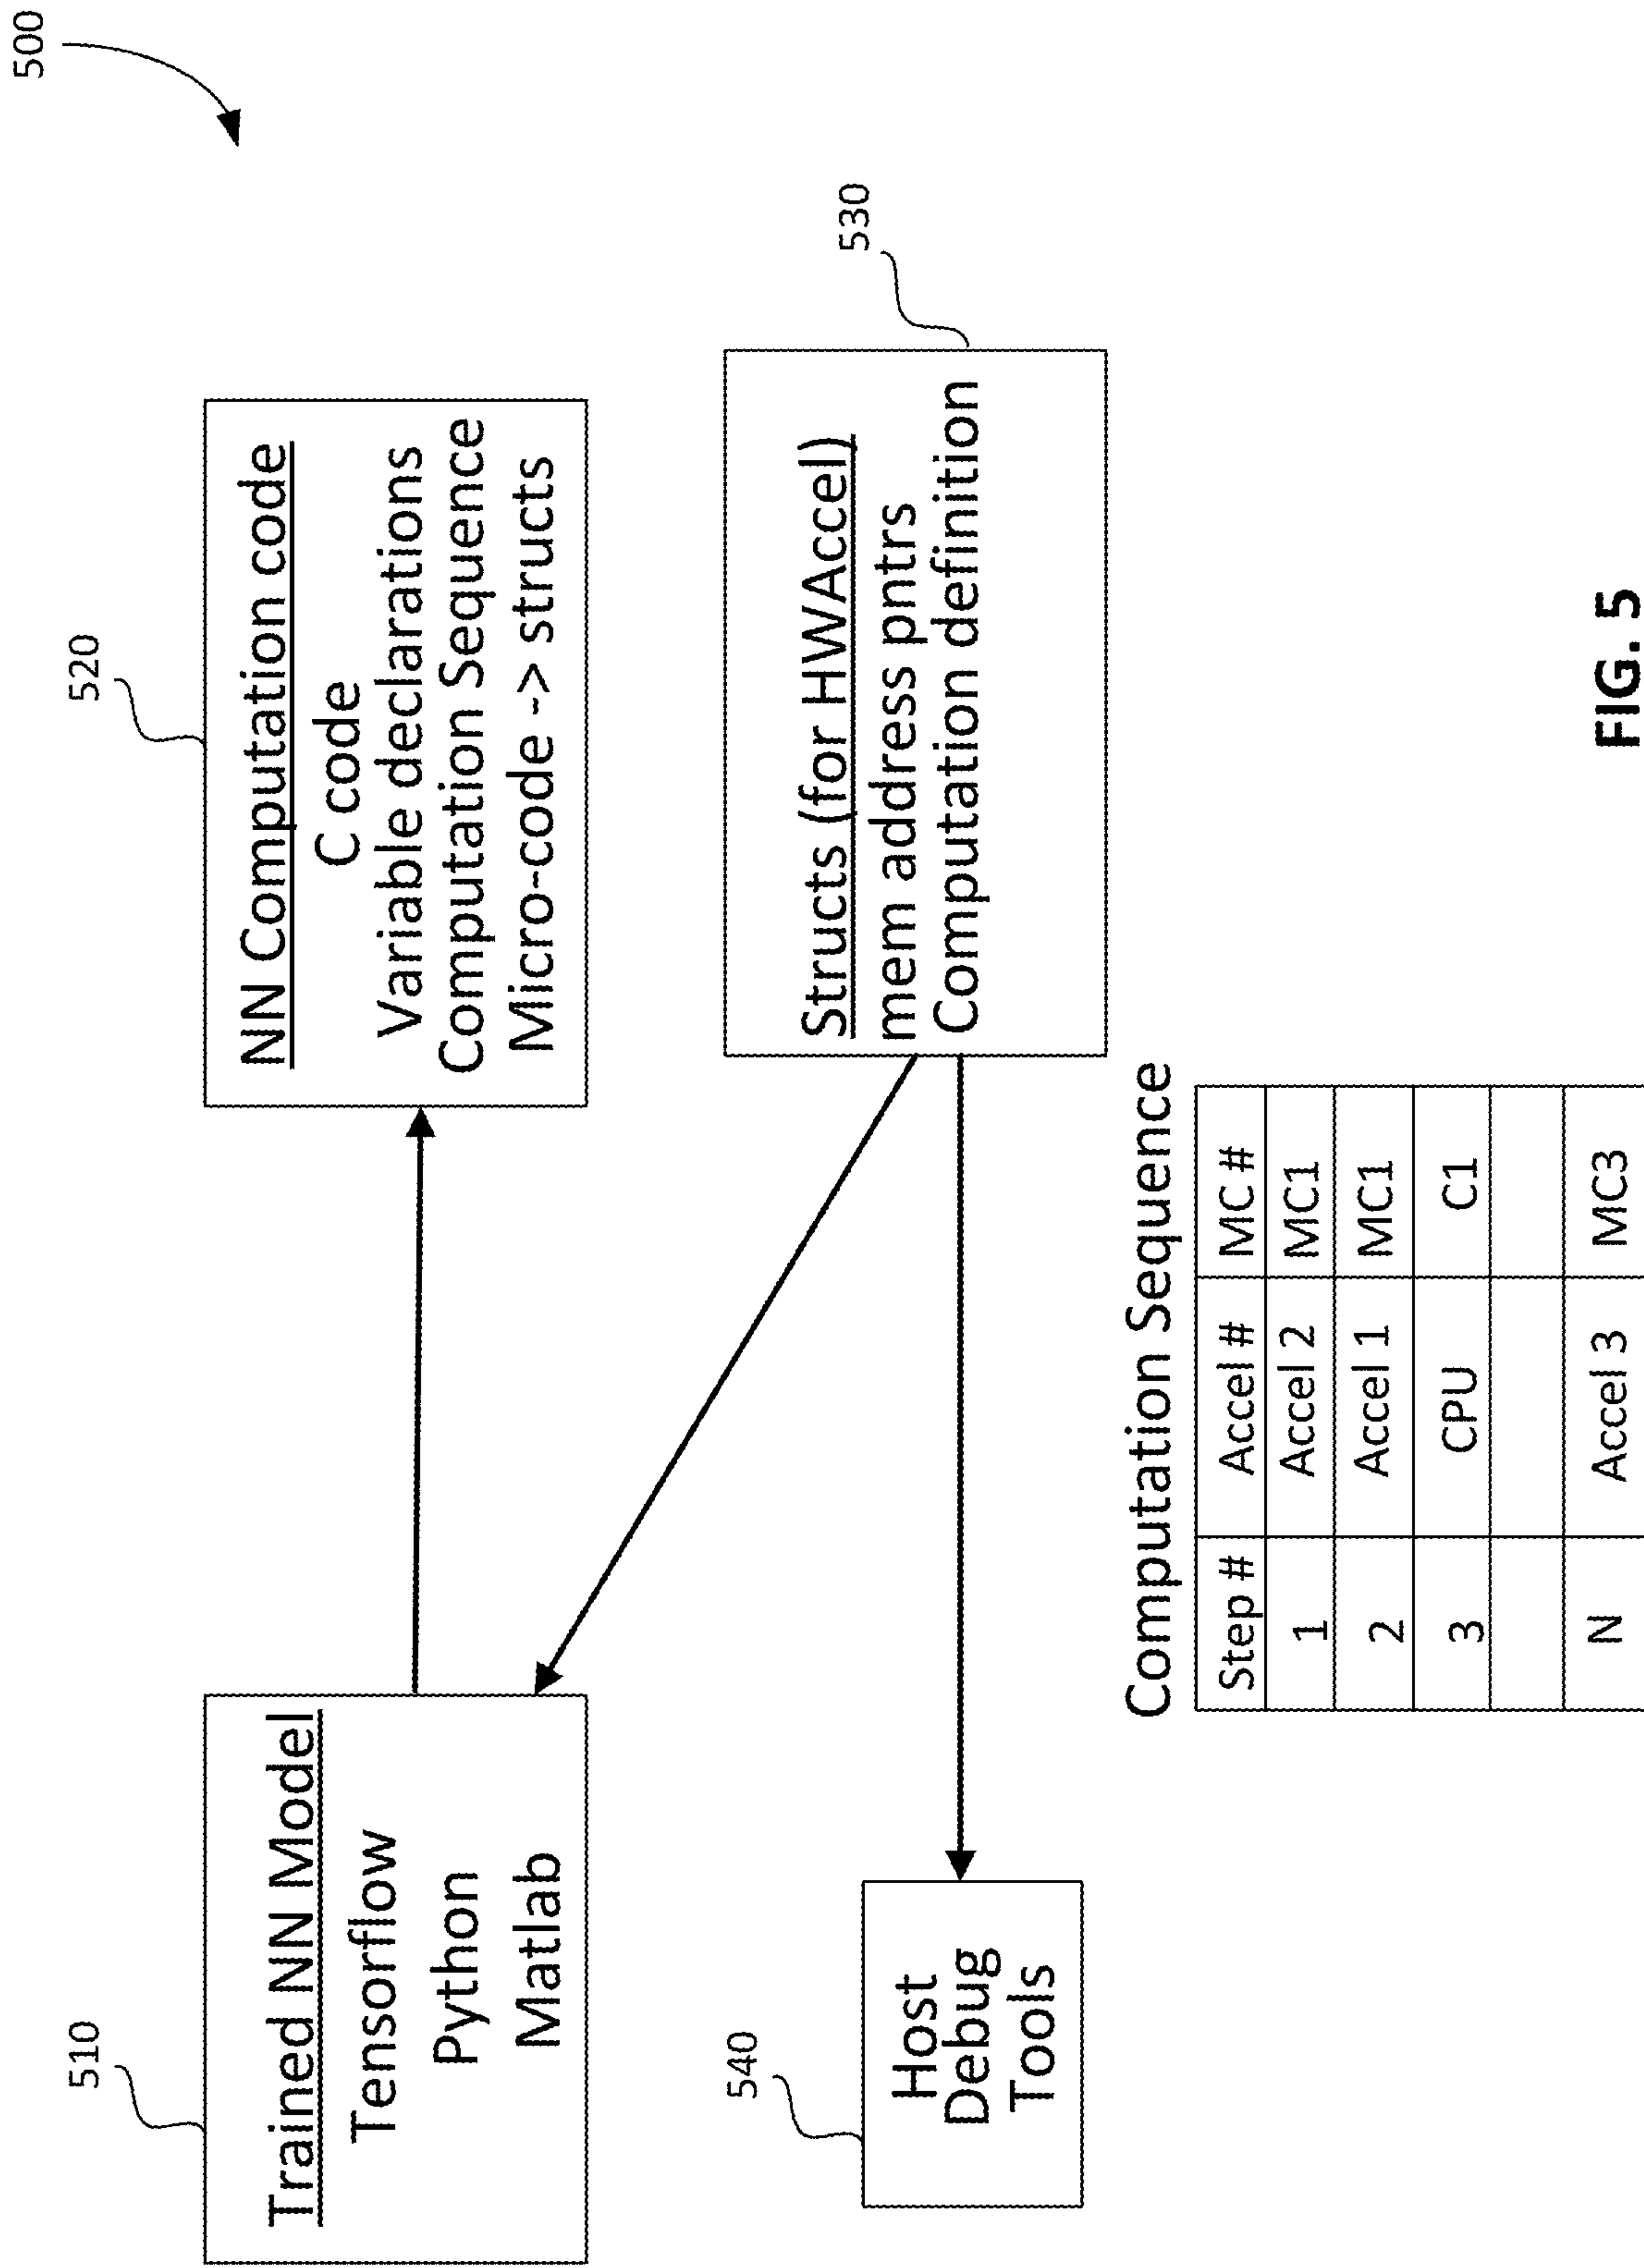 500
510
Trained NN Model
Tensorflow
Python
Matlab
520
NN Computation code
C code
Variable declarations
Computation Sequence
Micro-code -> structs
530
Structs (for HWAccel)
mem address pntrs
Computation definition
540
Host
Debug
Tools
Computation Sequence
Step # Accel # MC #
1 Accel 2 MC1
2 Accel 1 MC1
3 CPU C1
N Accel 3 MC3
FIG. 5